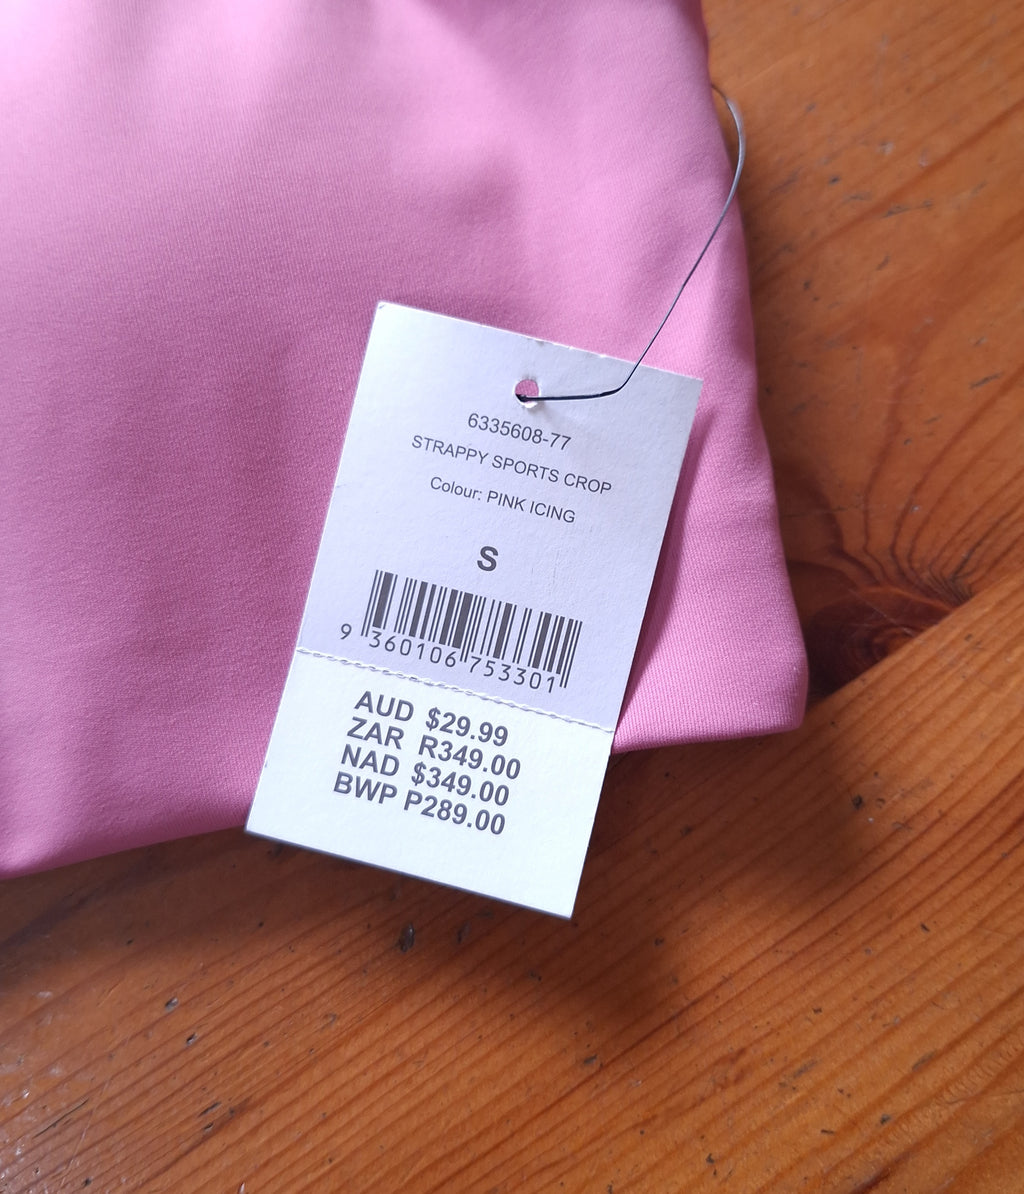 6335608-77
STRAPPY SPORTS CROP
Colour: PINK ICING
S
9 360106 753301
AUD $29.99
ZAR R349.00
NAD $349.00
BWP P289.00